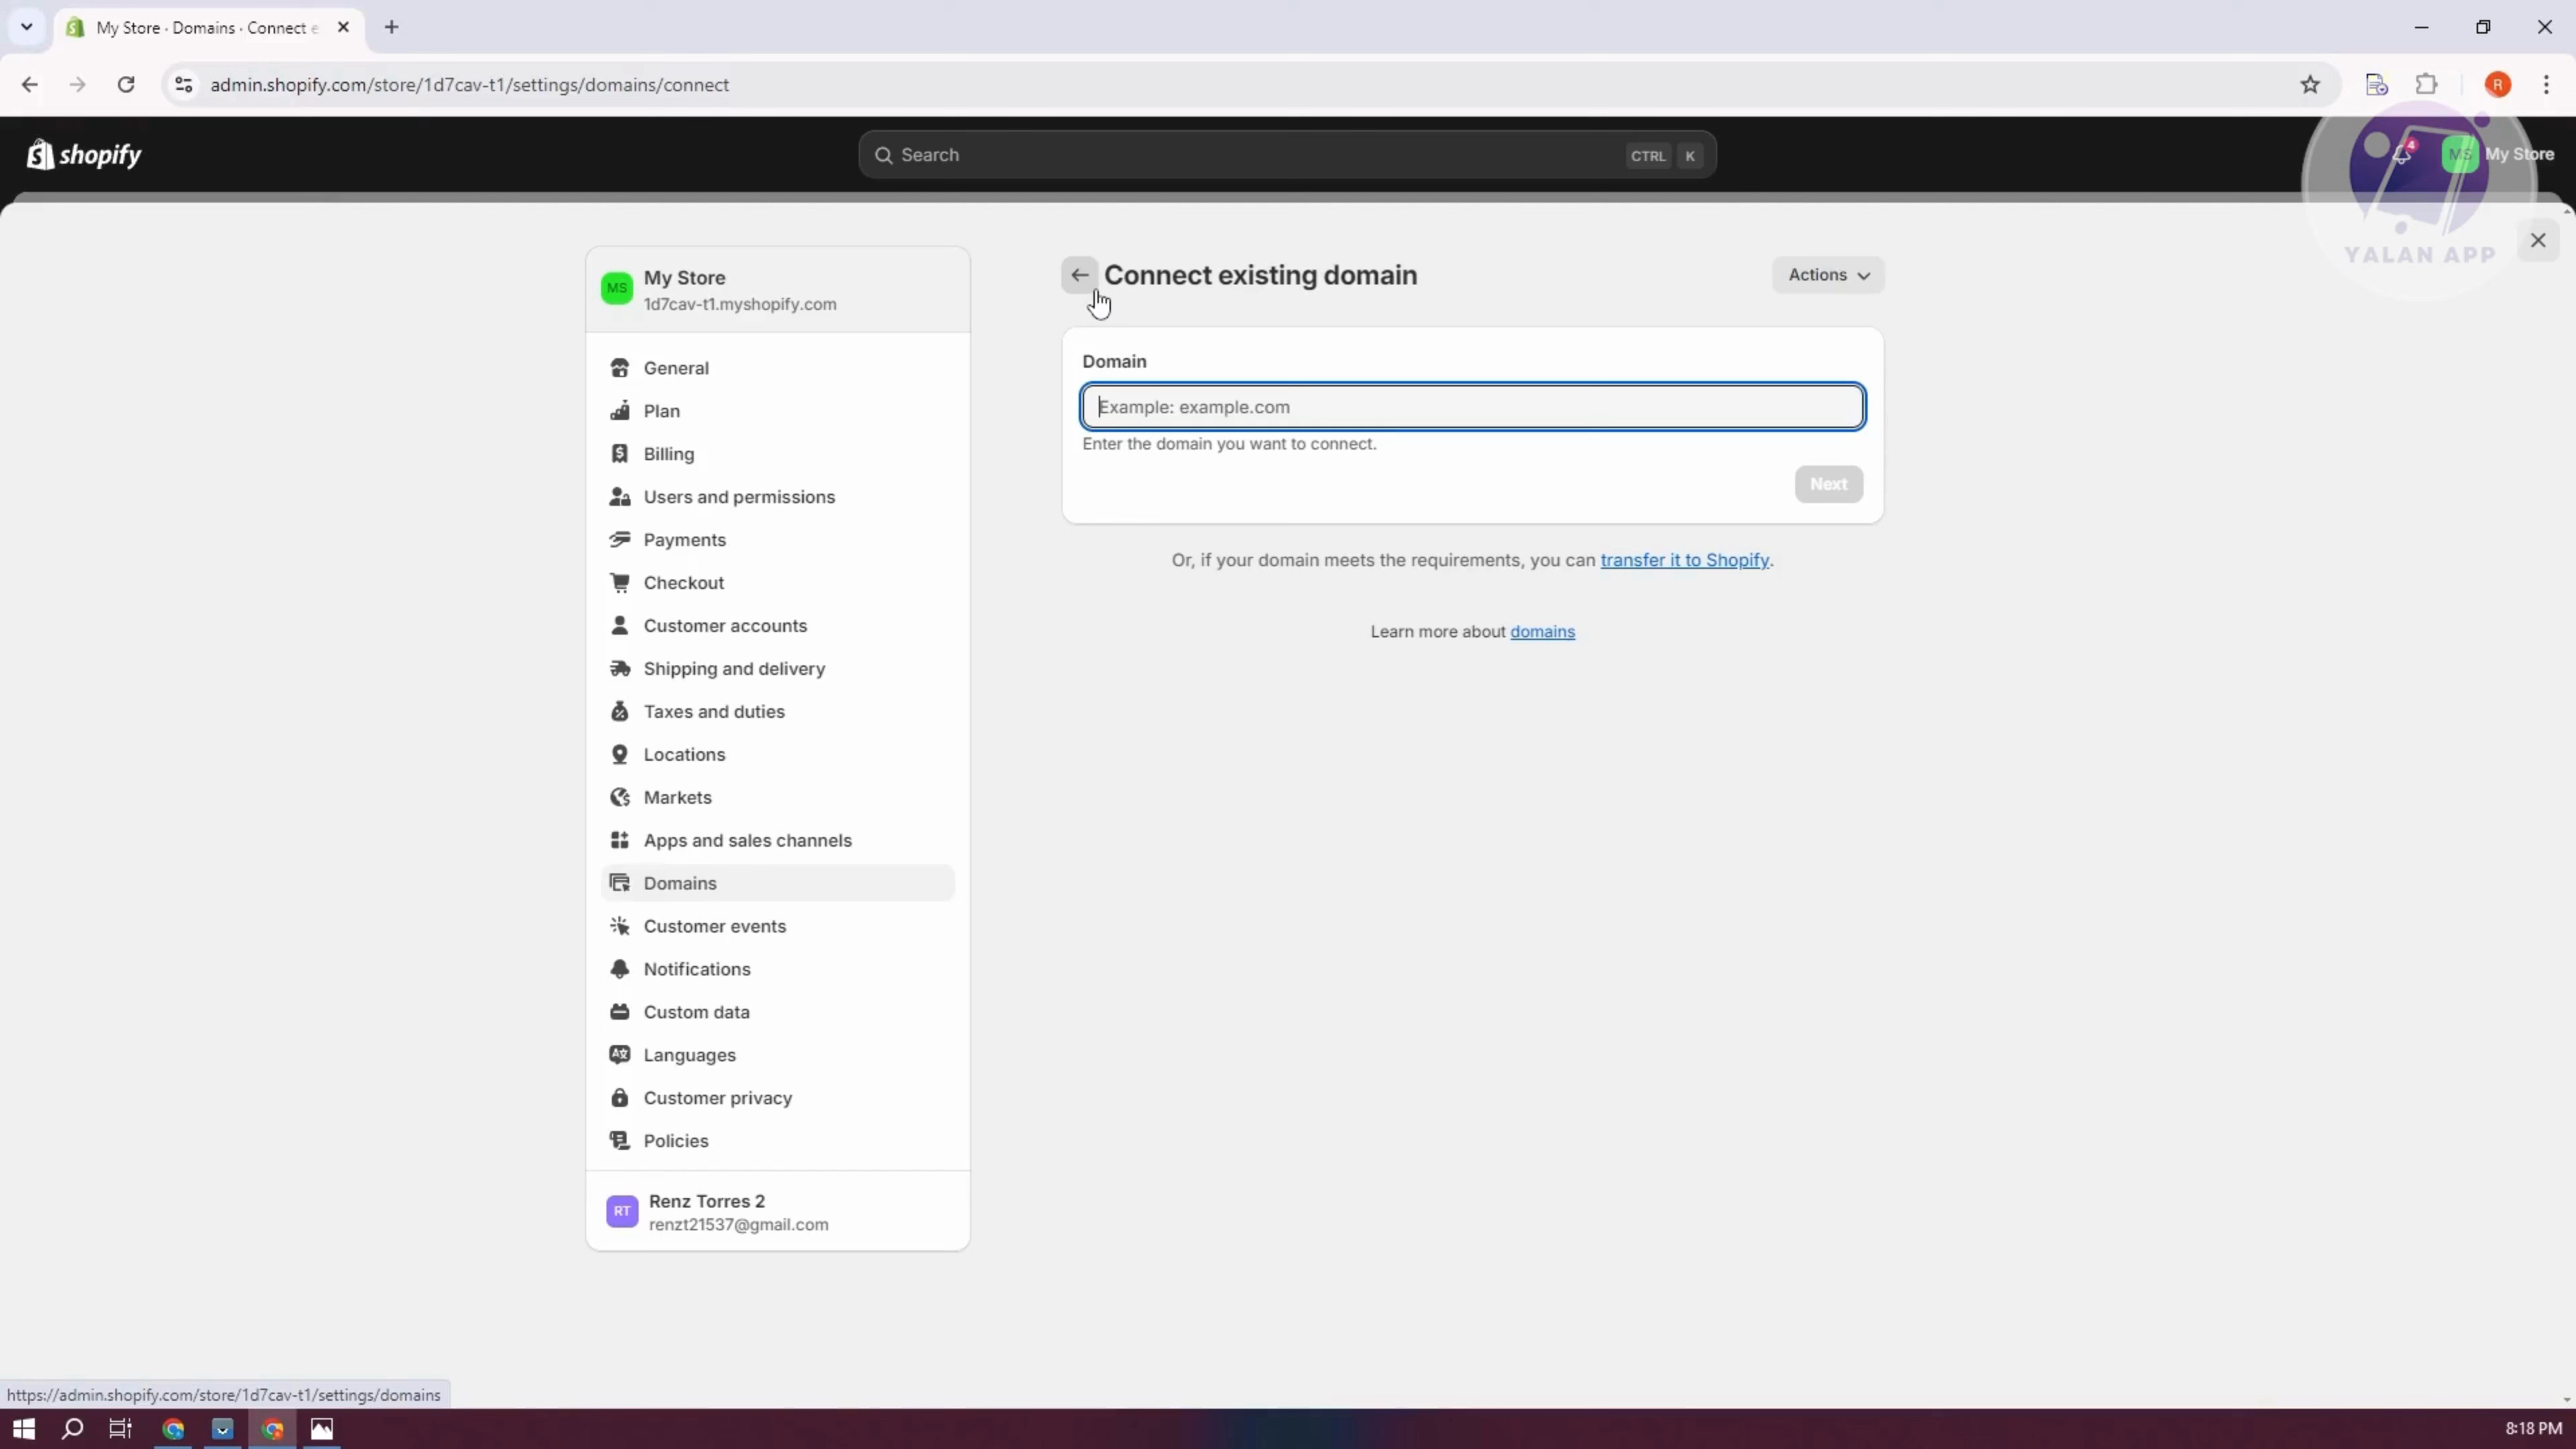 My Store · Domains · Connect e
admin.shopify.com/store/1d7cav-t1/settings/domains/connect
R
shopify
Search
CTRL K
4
MS My Store
YALAN APP
MS
My Store
1d7cav-t1.myshopify.com
General
Plan
Billing
Users and permissions
Payments
Checkout
Customer accounts
Shipping and delivery
Taxes and duties
Locations
Markets
Apps and sales channels
Domains
Customer events
Notifications
Custom data
Languages
Customer privacy
Policies
RT
Renz Torres 2
renzt21537@gmail.com
Connect existing domain
Actions
Domain
Example: example.com
Enter the domain you want to connect.
Next
Or, if your domain meets the requirements, you can transfer it to Shopify.
Learn more about domains
https://admin.shopify.com/store/1d7cav-t1/settings/domains
8:18 PM